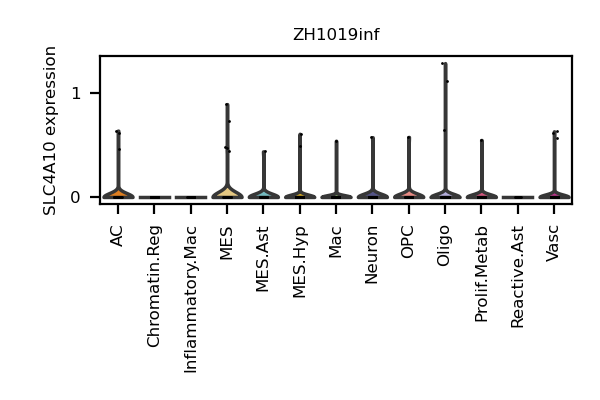 ZH1019inf
SLC4A10 expression
1
0
AC
Chromatin.Reg
Inflammatory.Mac
MES
MES.Ast
MES.Hyp
Mac
Neuron
OPC
Oligo
Prolif.Metab
Reactive.Ast
Vasc